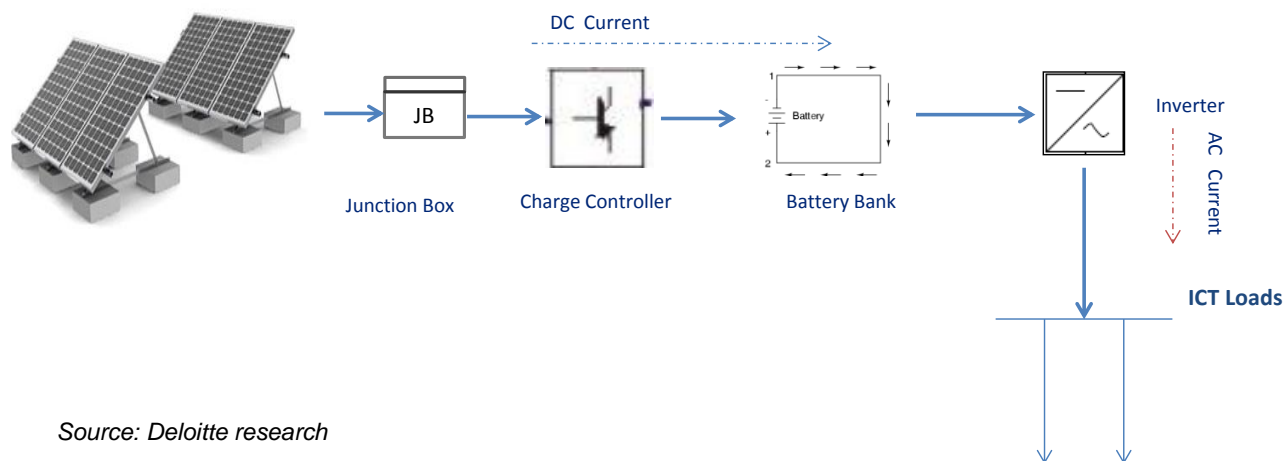 DC Current
JB
1
-
Battery
+
2
Inverter
AC Current
Junction Box
Charge Controller
Battery Bank
ICT Loads
Source: Deloitte research